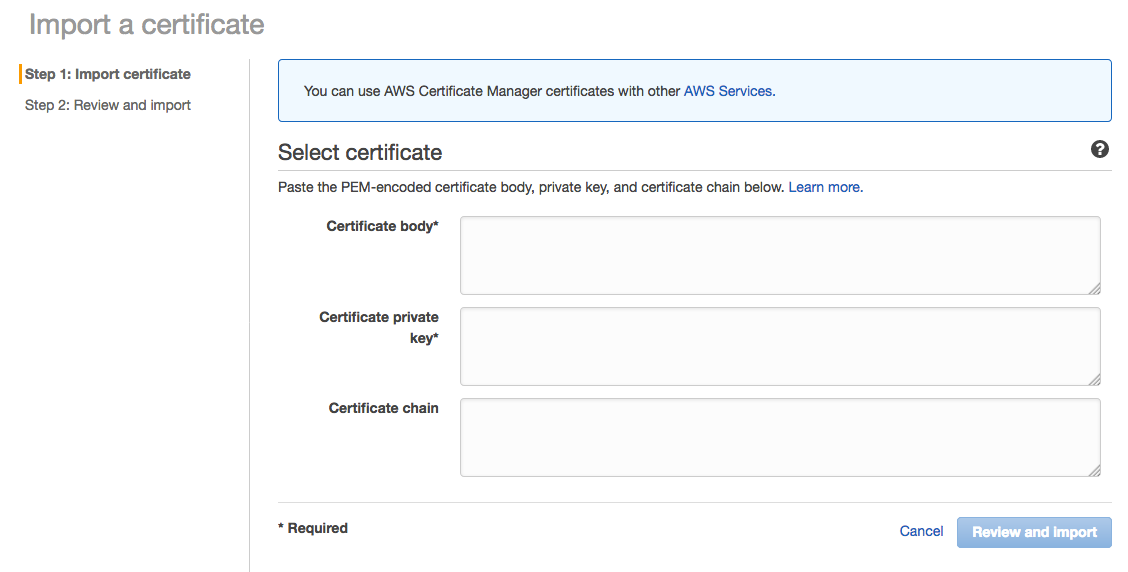 Import a certificate
Step 1: Import certificate
Step 2: Review and import
You can use AWS Certificate Manager certificates with other AWS Services.
Select certificate
?
Paste the PEM-encoded certificate body, private key, and certificate chain below. Learn more.
Certificate body*
Certificate private
key*
Certificate chain
* Required
Cancel
Review and import